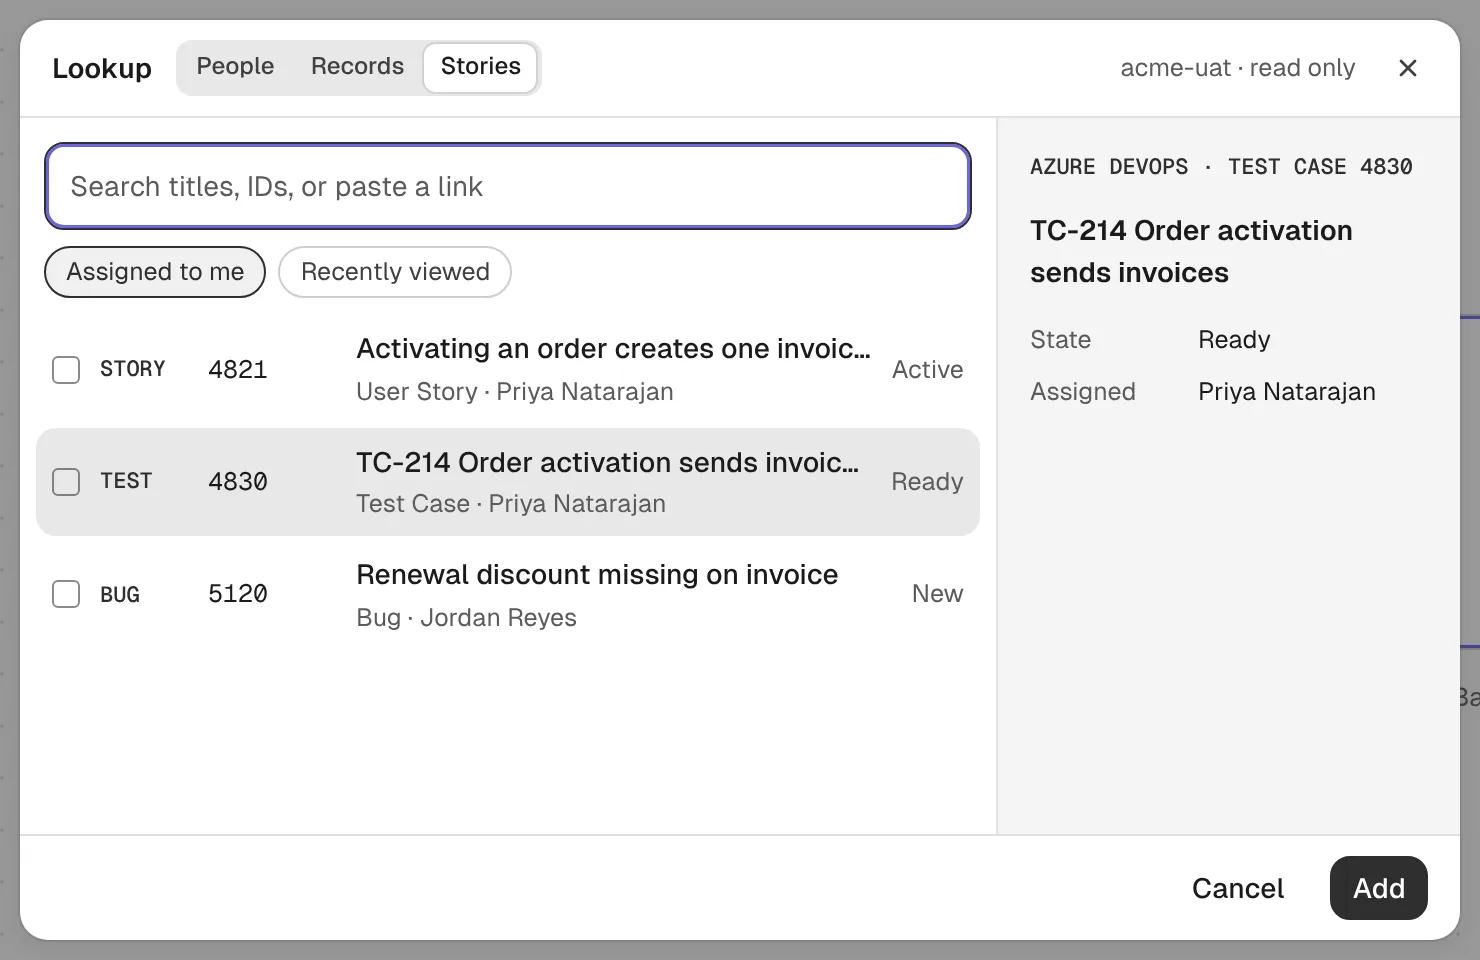 Lookup People Records Stories acme-uat · read only
Search titles, IDs, or paste a link
Assigned to me Recently viewed
STORY 4821 Activating an order creates one invoic... Active
User Story · Priya Natarajan
TEST 4830 TC-214 Order activation sends invoic... Ready
Test Case · Priya Natarajan
BUG 5120 Renewal discount missing on invoice New
Bug · Jordan Reyes
AZURE DEVOPS · TEST CASE 4830
TC-214 Order activation
sends invoices
State Ready
Assigned Priya Natarajan
Cancel Add